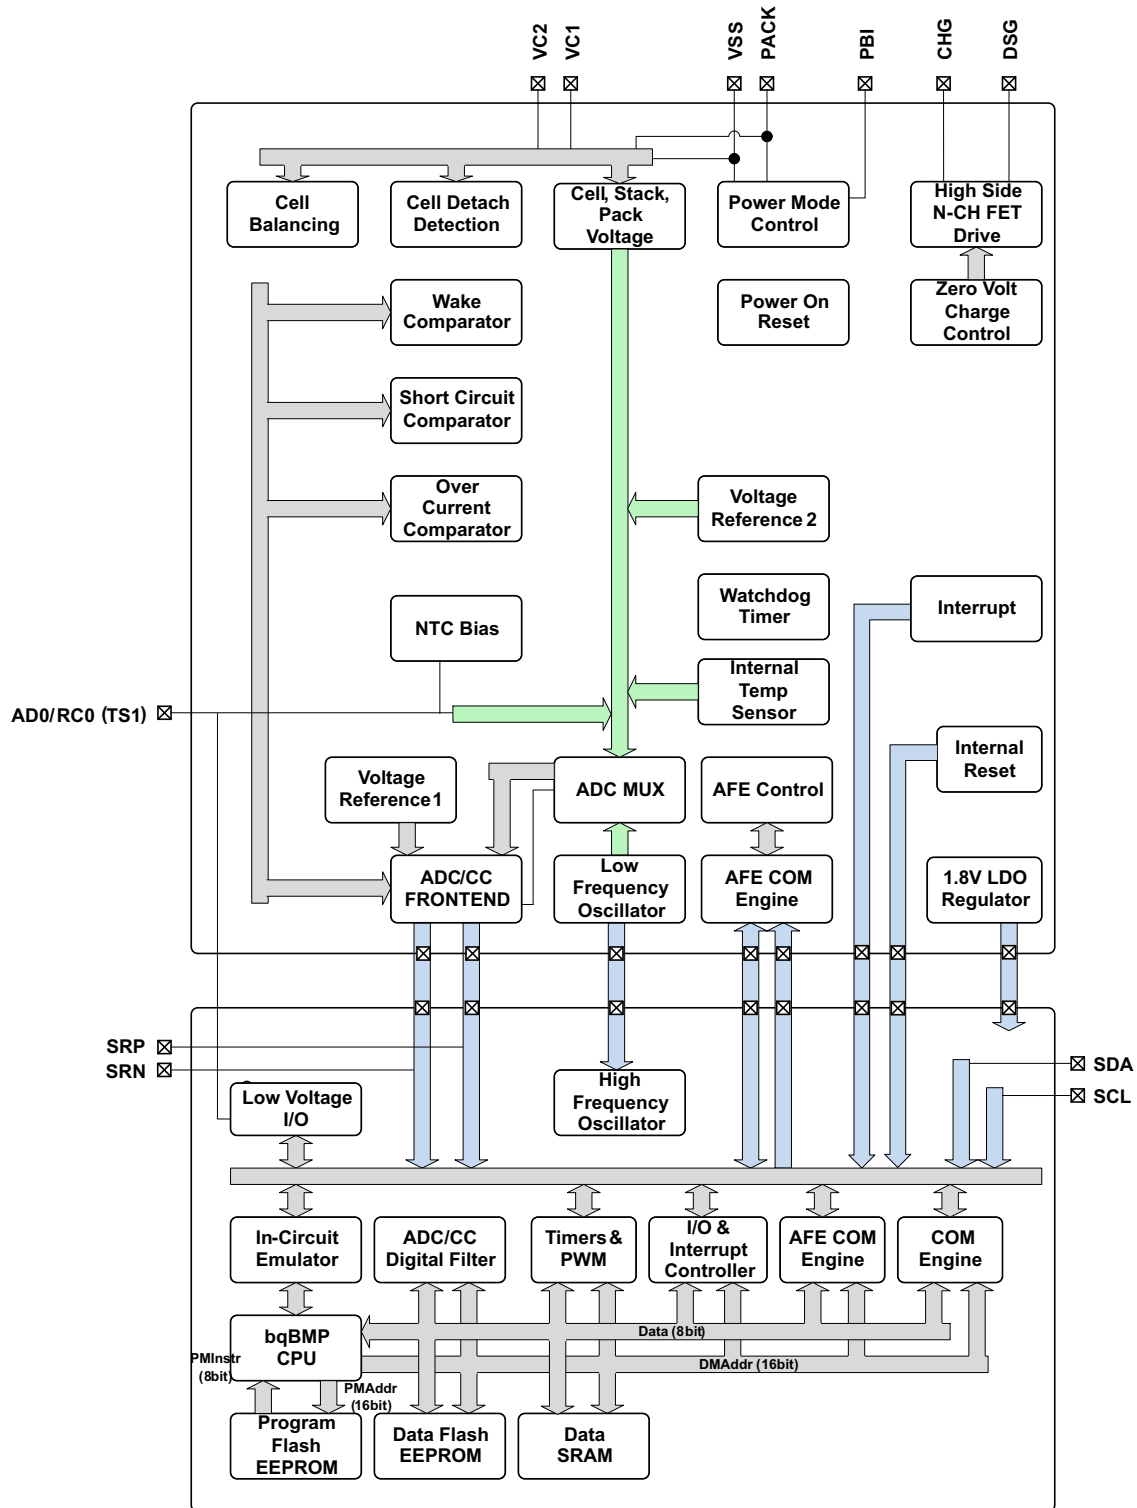 VC2
VC1
VSS
PACK
PBI
CHG
DSG
Cell
Balancing
Cell Detach
Detection
Cell, Stack,
Pack
Voltage
Power Mode
Control
High Side
N-CH FET
Drive
Wake
Comparator
Power On
Reset
Zero Volt
Charge
Control
Short Circuit
Comparator
Over
Current
Comparator
Voltage
Reference 2
NTC Bias
Watchdog
Timer
Interrupt
Internal
Temp
Sensor
AD0/RC0 (TS1)
Voltage
Reference 1
ADC MUX
AFE Control
Internal
Reset
ADC/CC
FRONTEND
Low
Frequency
Oscillator
AFE COM
Engine
1.8V LDO
Regulator
SRP
SRN
SDA
SCL
Low Voltage
I/O
High
Frequency
Oscillator
In-Circuit
Emulator
ADC/CC
Digital Filter
Timers &
PWM
I/O &
Interrupt
Controller
AFE COM
Engine
COM
Engine
bqBMP
CPU
Data (8bit)
PMInstr
(8bit)
DMAddr (16bit)
PMAddr
(16bit)
Program
Flash
EEPROM
Data Flash
EEPROM
Data
SRAM